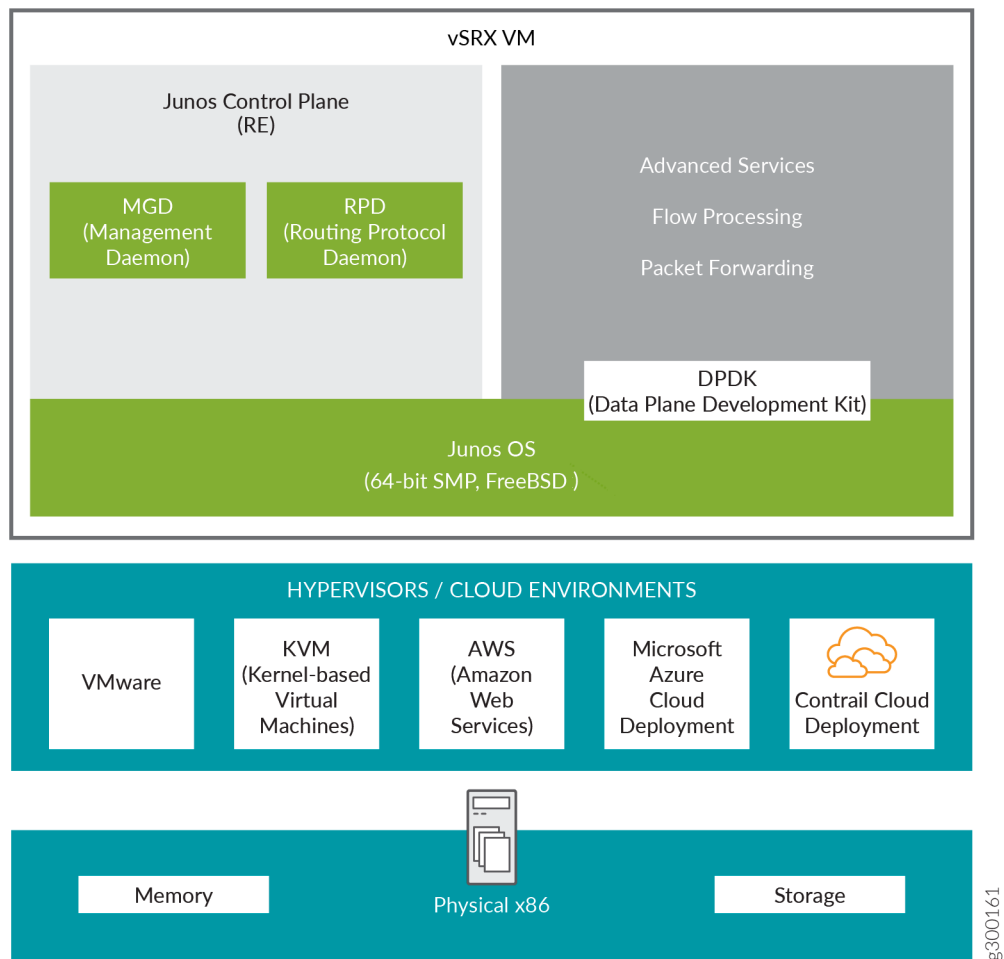 vSRX VM
Junos Control Plane
(RE)
MGD
(Management
Daemon)
RPD
(Routing Protocol
Daemon)
Advanced Services
Flow Processing
Packet Forwarding
DPDK
(Data Plane Development Kit)
Junos OS
(64-bit SMP, FreeBSD )
HYPERVISORS / CLOUD ENVIRONMENTS
VMware
KVM
(Kernel-based
Virtual
Machines)
AWS
(Amazon
Web
Services)
Microsoft
Azure
Cloud
Deployment
Contrail Cloud
Deployment
Memory
Physical x86
Storage
g300161